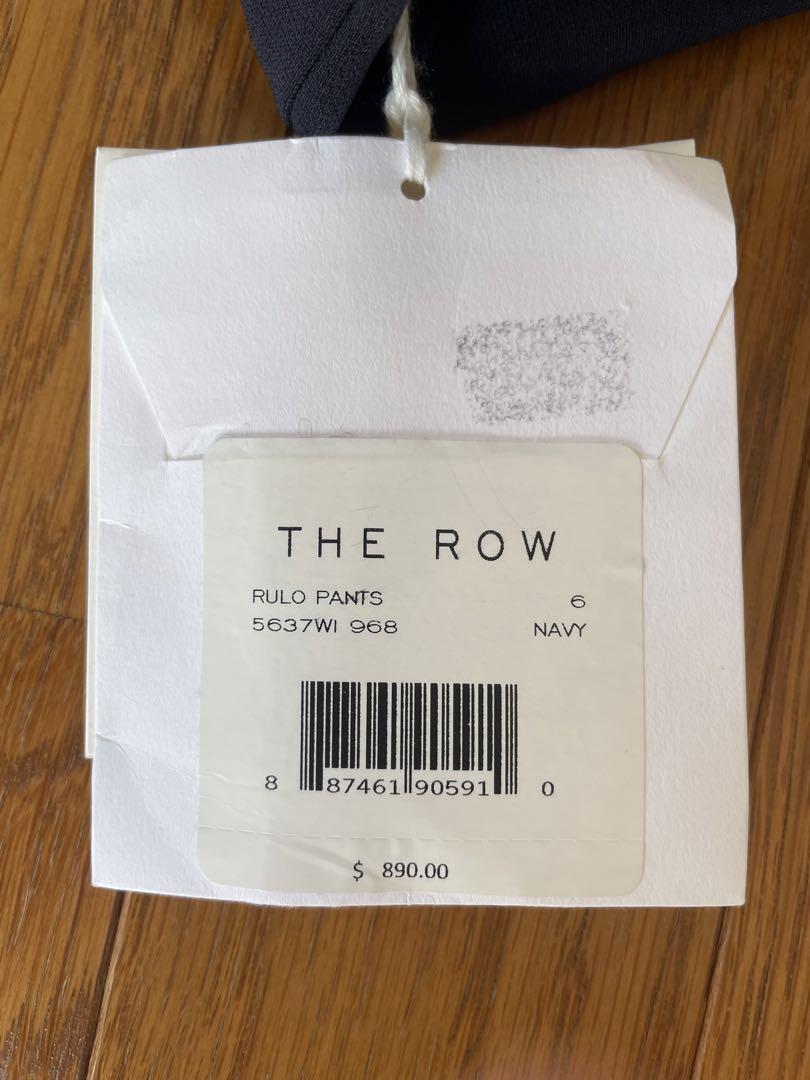 THE ROW
RULO PANTS 6
5637WI 968 NAVY
8 87461 90591 0
$ 890.00